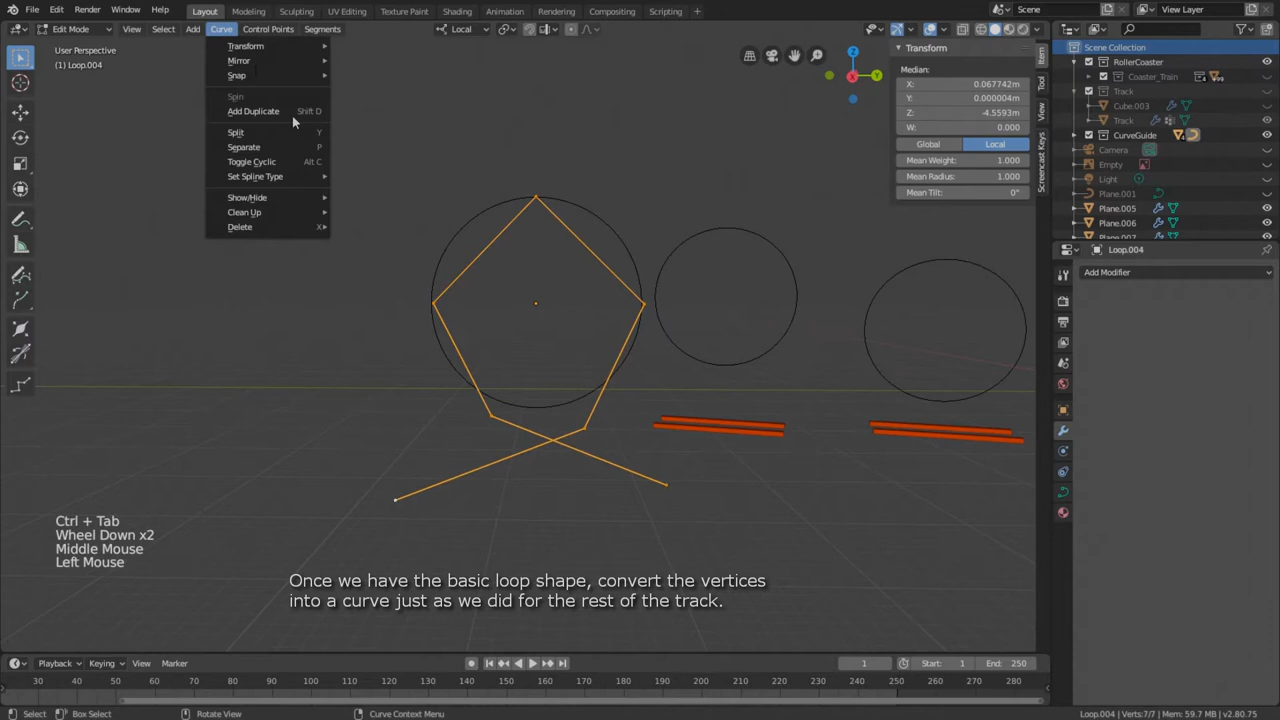 File Edit Render Window Help Layout Modeling Sculpting UV Editing Texture Paint Shading Animation Rendering Compositing Scripting + Scene View Layer
Edit Mode View Select Add Curve Control Points Segments Local
User Perspective
(1) Loop.004
Transform
Mirror
Snap
Spin
Add Duplicate Shift D
Split Y
Separate P
Toggle Cyclic Alt C
Set Spline Type
Show/Hide
Clean Up
Delete X
Z
X
Y
Transform
Median:
X: 0.067742m
Y: 0.000004m
Z: -4.5593m
W: 0.000
Global Local
Mean Weight: 1.000
Mean Radius: 1.000
Mean Tilt: 0°
Item
Tool
View
Screencast Keys
Scene Collection
RollerCoaster
Coaster_Train
Track
Cube.003
Track
CurveGuide
Camera
Empty
Light
Plane.001
Plane.005
Plane.006
Plane.007
Loop.004
Add Modifier
Ctrl + Tab
Wheel Down x2
Middle Mouse
Left Mouse
Once we have the basic loop shape, convert the vertices
into a curve just as we did for the rest of the track.
Playback Keying View Marker 1 Start: 1 End: 250
30 40 50 60 70 80 90 100 110 120 130 140 150 160 170 180 190 200 210 220 230 240 250 260 270 280
Select Box Select Rotate View Curve Context Menu Loop.004 | Verts:7/7 | Mem: 59.7 MB | v2.80.75